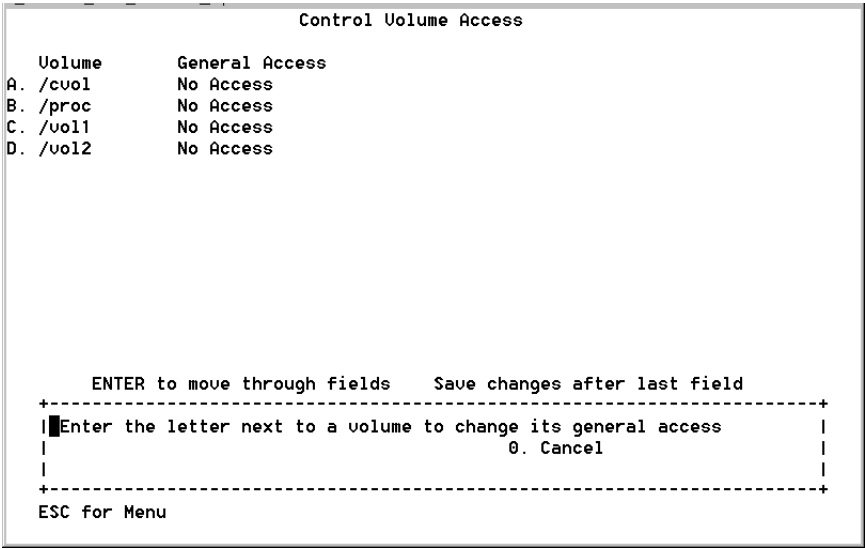 Control Volume Access
Volume General Access
A. /cvol No Access
B. /proc No Access
C. /vol1 No Access
D. /vol2 No Access
ENTER to move through fields Save changes after last field
Enter the letter next to a volume to change its general access
0. Cancel
ESC for Menu